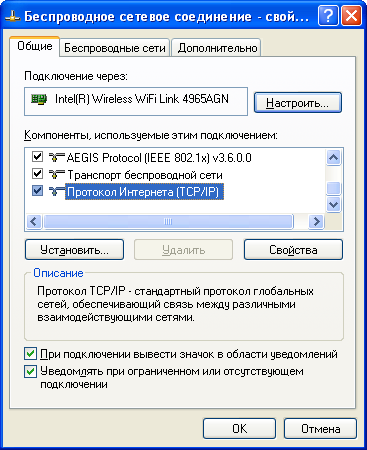 Беспроводное сетевое соединение - свой...
Общие
Беспроводные сети
Дополнительно
Подключение через:
Intel(R) Wireless WiFi Link 4965AGN
Настроить...
Компоненты, используемые этим подключением:
AEGIS Protocol (IEEE 802.1x) v3.6.0.0
Транспорт беспроводной сети
Протокол Интернета (TCP/IP)
Установить...
Удалить
Свойства
Описание
Протокол TCP/IP - стандартный протокол глобальных
сетей, обеспечивающий связь между различными
взаимодействующими сетями.
При подключении вывести значок в области уведомлений
Уведомлять при ограниченном или отсутствующем
подключении
OK
Отмена